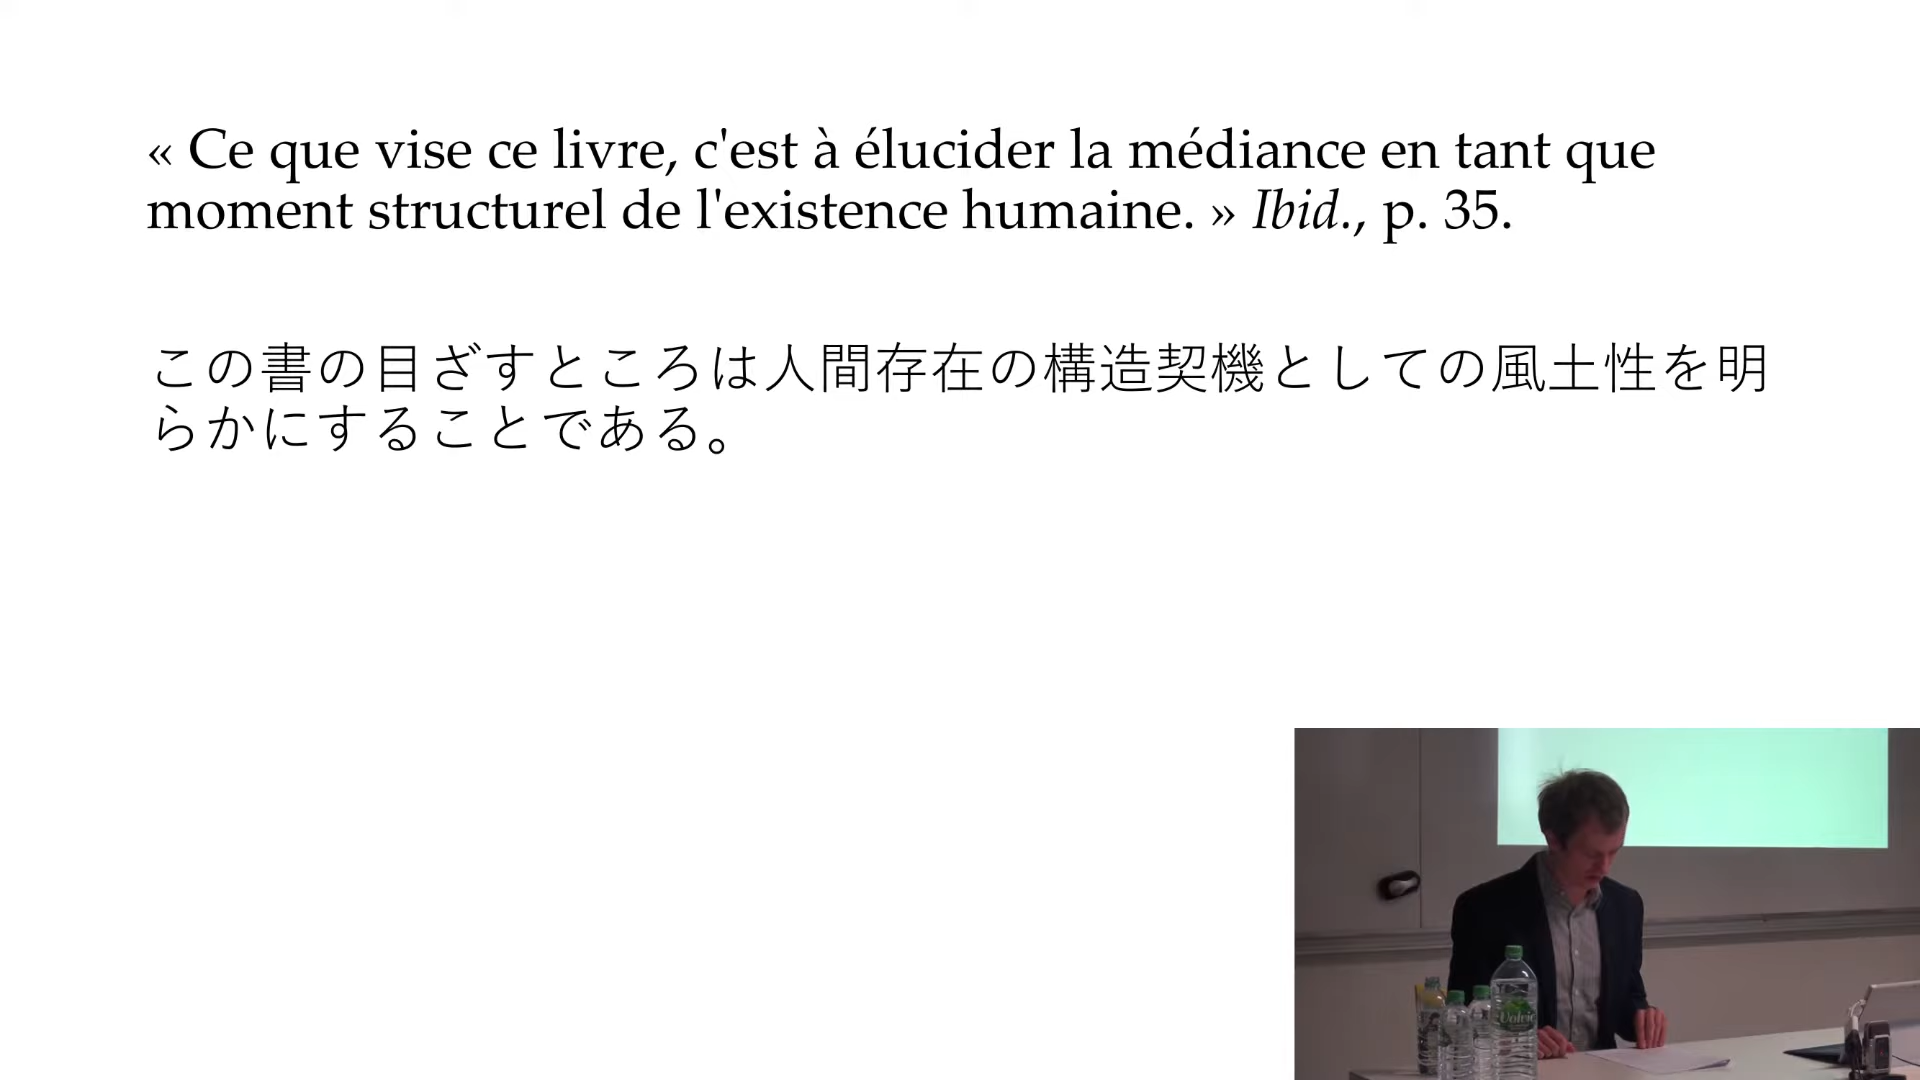 « Ce que vise ce livre, c'est à élucider la médiance en tant que
moment structurel de l'existence humaine. » Ibid., p. 35.
この書の目ざすところは人間存在の構造契機としての風土性を明
らかにすることである。
Volvic